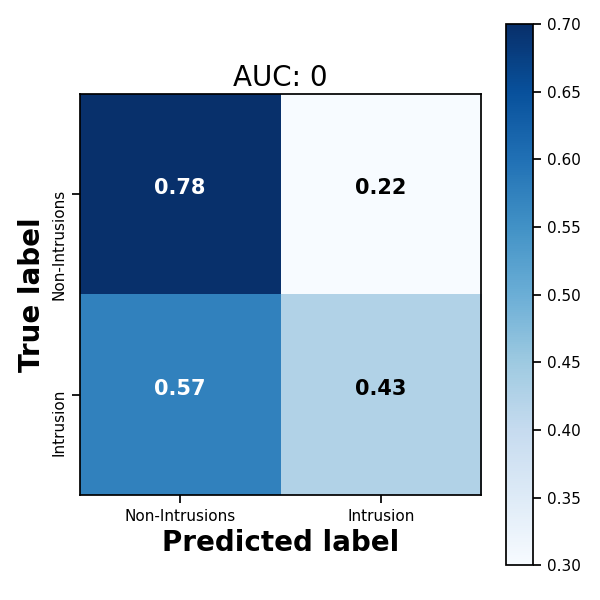 AUC: 0
True label
Non-Intrusions
Intrusion
0.78
0.22
0.57
0.43
Non-Intrusions
Intrusion
Predicted label
0.70
0.65
0.60
0.55
0.50
0.45
0.40
0.35
0.30